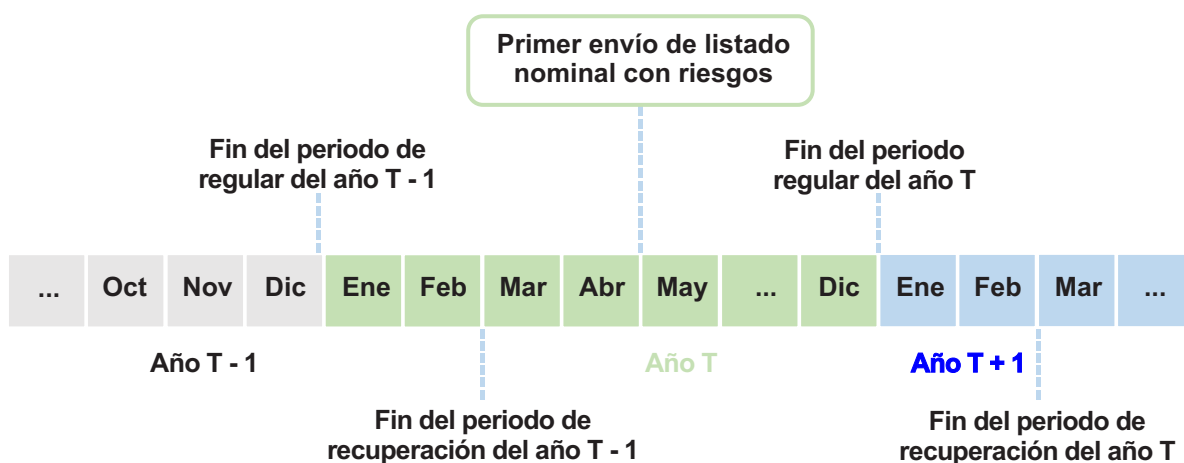 Primer envío de listado
nominal con riesgos
Fin del periodo de
regular del año T - 1
Fin del periodo
regular del año T
... Oct Nov Dic Ene Feb Mar Abr May ... Dic Ene Feb Mar ...
Año T - 1 Año T Año T + 1
Fin del periodo de
recuperación del año T - 1
Fin del periodo de
recuperación del año T